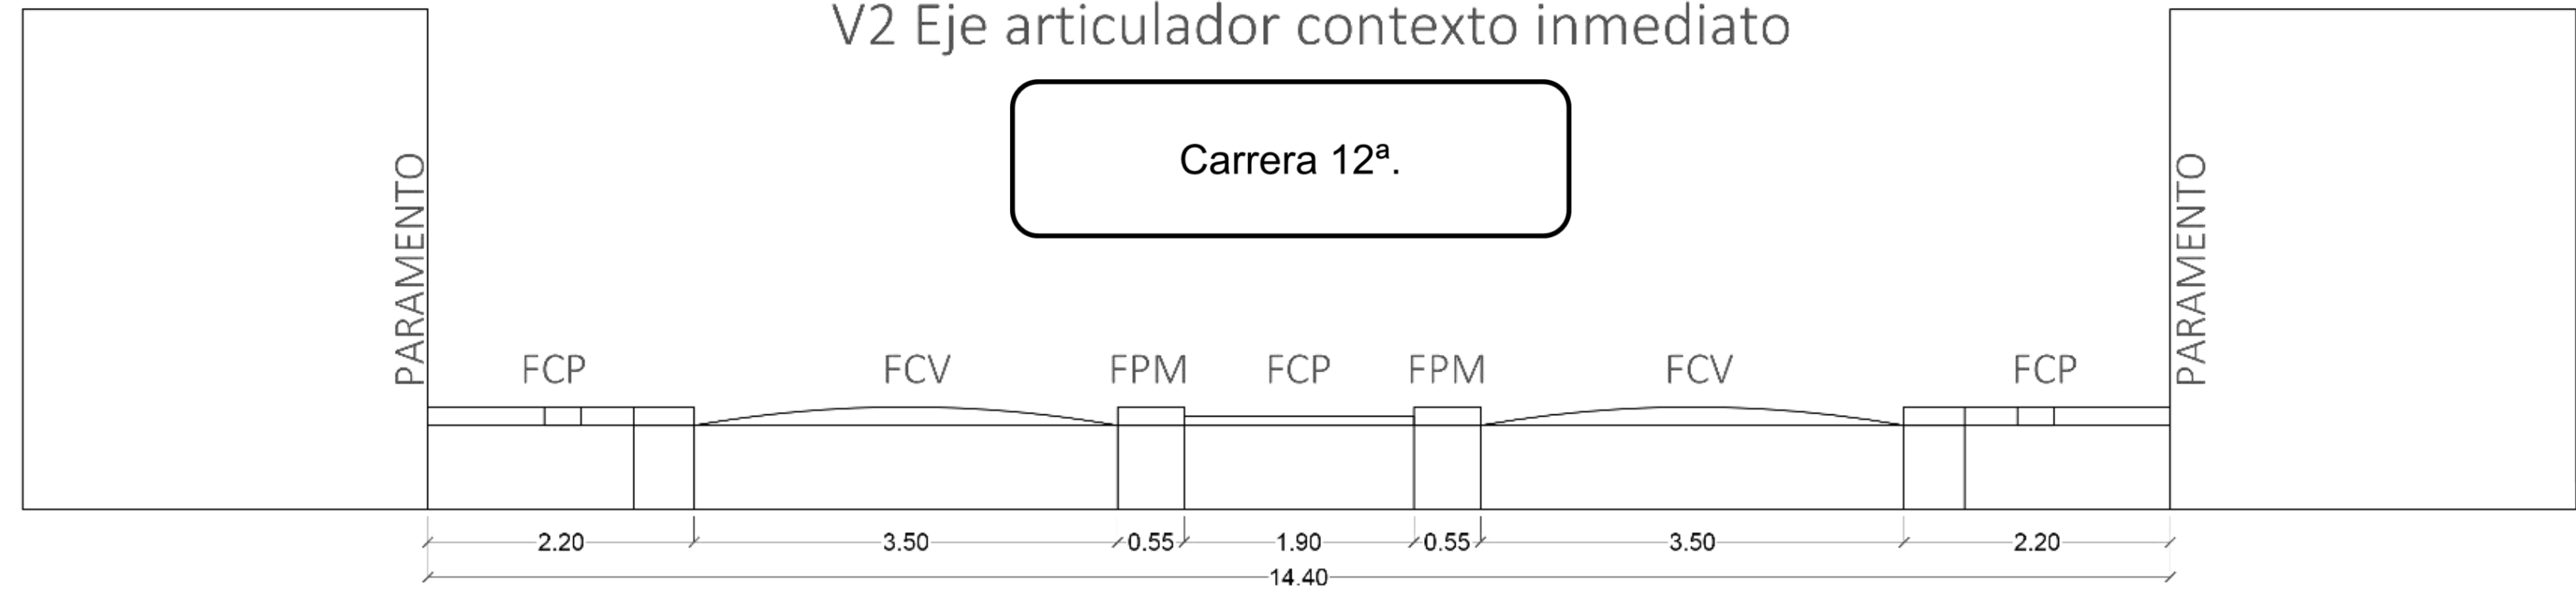 V2 Eje articulador contexto inmediato
Carrera 12ª.
PARAMENTO
PARAMENTO
FCP FCV FPM FCP FPM FCV FCP
2.20 3.50 0.55 1.90 0.55 3.50 2.20
14.40